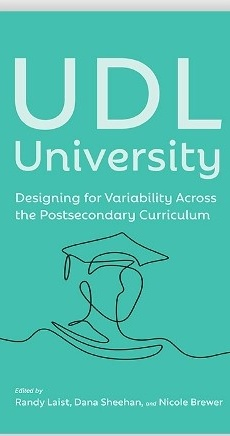 UDL
University
Designing for Variability Across
the Postsecondary Curriculum
Edited by
Randy Laist, Dana Sheehan, and Nicole Brewer